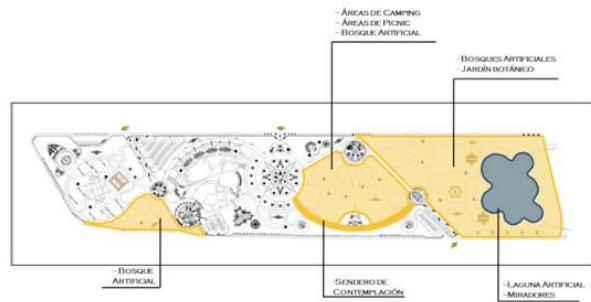 - ÁREAS DE CAMPING
- ÁREAS DE PICNIC
- BOSQUE ARTIFICIAL
- BOSQUES ARTIFICIALES
- JARDÍN BOTÁNICO
- BOSQUE
ARTIFICIAL
- SENDERO DE
CONTEMPLACIÓN
- LAGUNA ARTIFICIAL
- MIRADORES